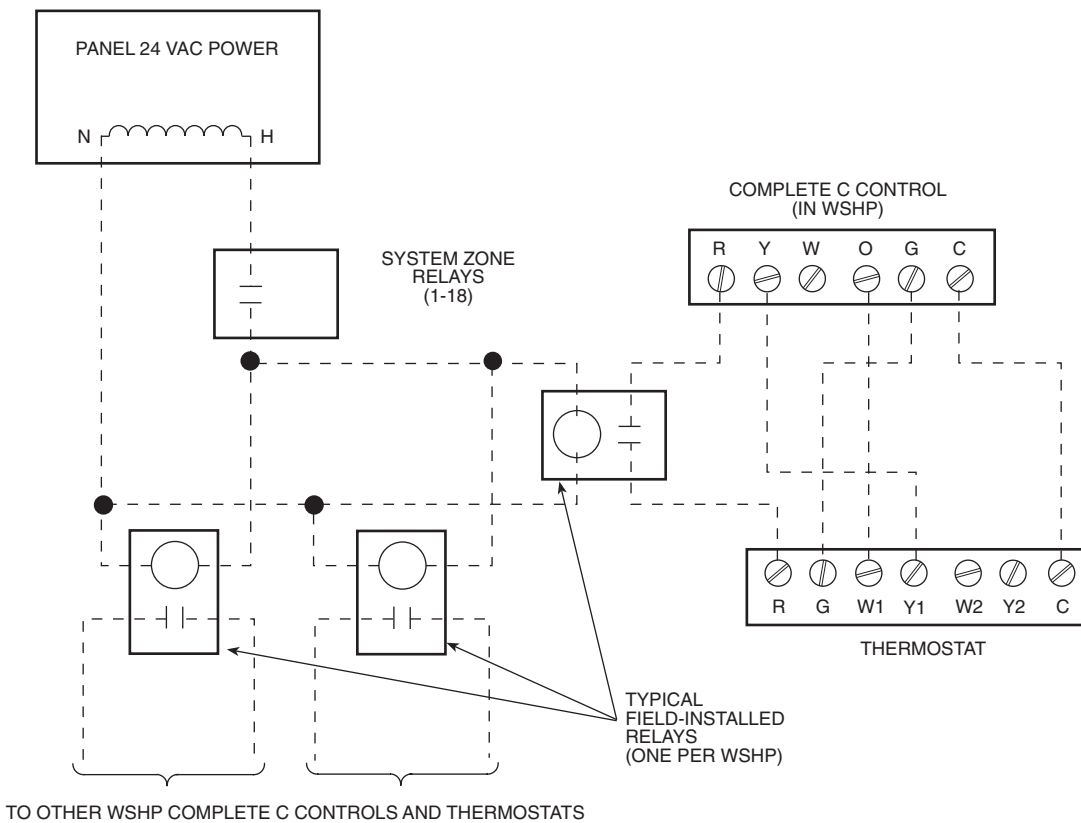 PANEL 24 VAC POWER
N H
SYSTEM ZONE
RELAYS
(1-18)
COMPLETE C CONTROL
(IN WSHP)
R Y W O G C
R G W1 Y1 W2 Y2 C
THERMOSTAT
TYPICAL
FIELD-INSTALLED
RELAYS
(ONE PER WSHP)
TO OTHER WSHP COMPLETE C CONTROLS AND THERMOSTATS